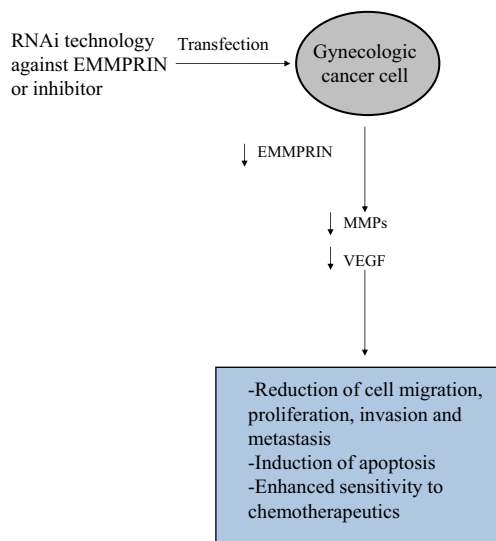 RNAi technology
against EMMPRIN
or inhibitor
Transfection
Gynecologic
cancer cell
↓ EMMPRIN
↓ MMPs
↓ VEGF
-Reduction of cell migration,
proliferation, invasion and
metastasis
-Induction of apoptosis
-Enhanced sensitivity to
chemotherapeutics